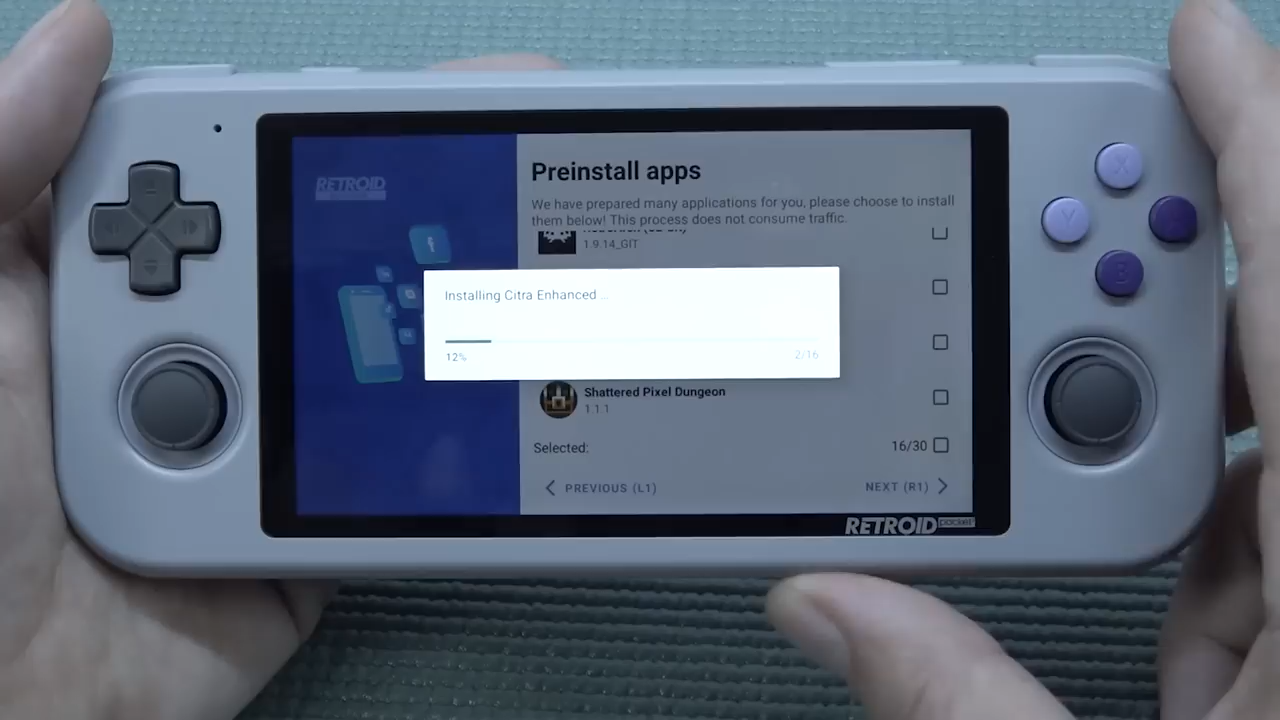 RETROID
Preinstall apps
We have prepared many applications for you, please choose to install
them below! This process does not consume traffic.
1.9.14_GIT
Installing Citra Enhanced...
12%
2/16
Shattered Pixel Dungeon
1.1.1
Selected:
16/30
PREVIOUS (L1)
NEXT (R1)
RETROID pocket
X
Y
B